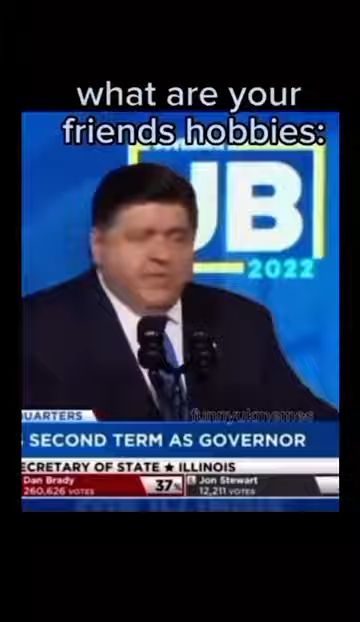 what are your
friends hobbies:
JB
2022
funnyukmemes
QUARTERS
SECOND TERM AS GOVERNOR
ECRETARY OF STATE ★ ILLINOIS
Dan Brady
37%
Jon Stewart
260,626 VOTES
12,211 VOTES